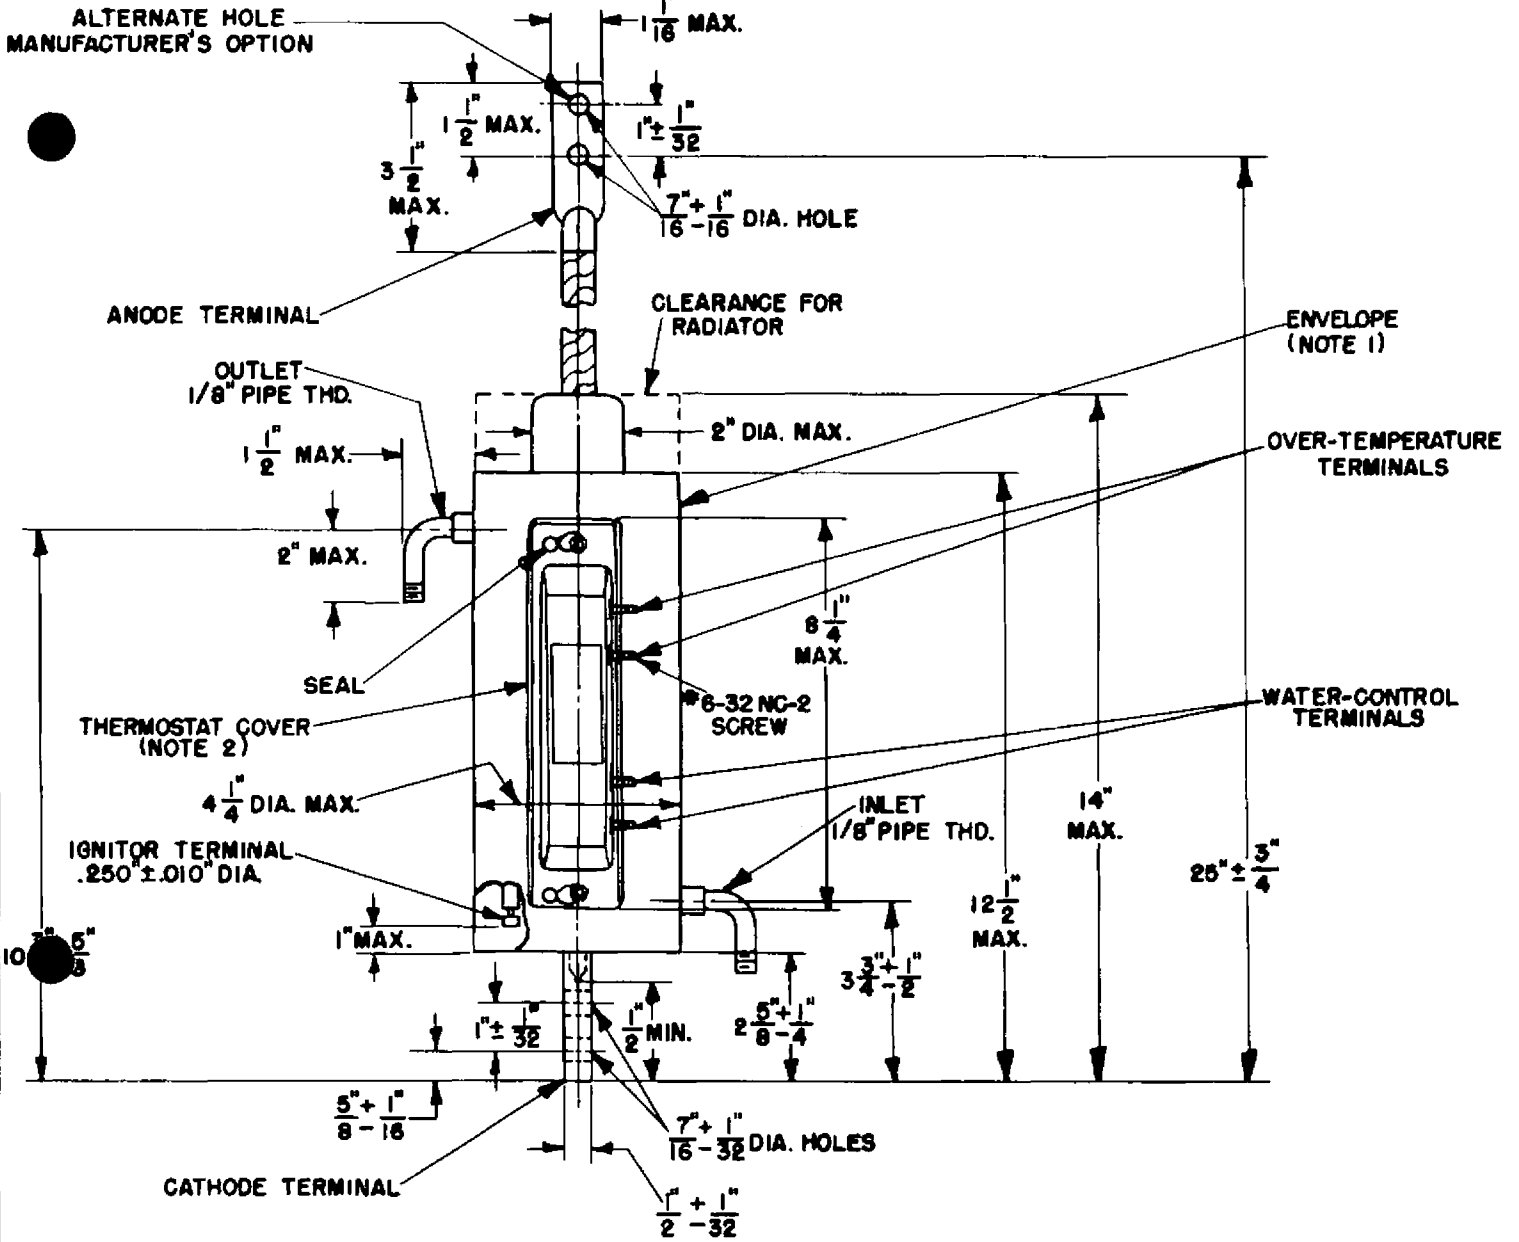 ALTERNATE HOLE
MANUFACTURER'S OPTION
1 1/16 MAX.
1 1/2" MAX.
1" ± 1/32"
3 1/2" MAX.
7/16" ± 1/16" DIA. HOLE
ANODE TERMINAL
CLEARANCE FOR
RADIATOR
ENVELOPE
(NOTE 1)
OUTLET
1/8" PIPE THD.
1 1/2" MAX.
2" DIA. MAX.
OVER-TEMPERATURE
TERMINALS
2" MAX.
8 1/4" MAX.
SEAL
#6-32 NC-2
SCREW
WATER-CONTROL
TERMINALS
THERMOSTAT COVER
(NOTE 2)
4 1/4" DIA. MAX.
INLET
1/8" PIPE THD.
14"
MAX.
IGNITOR TERMINAL
.250" ± .010" DIA.
25" ± 3/4"
12 1/2" MAX.
1" MAX.
10
3 3/4" ± 1/2"
1" ± 1/32"
1/2" MIN.
2 5/8" ± 1/4"
5/8" ± 1/16"
7/16" ± 1/32" DIA. HOLES
CATHODE TERMINAL
1/2" ± 1/32"